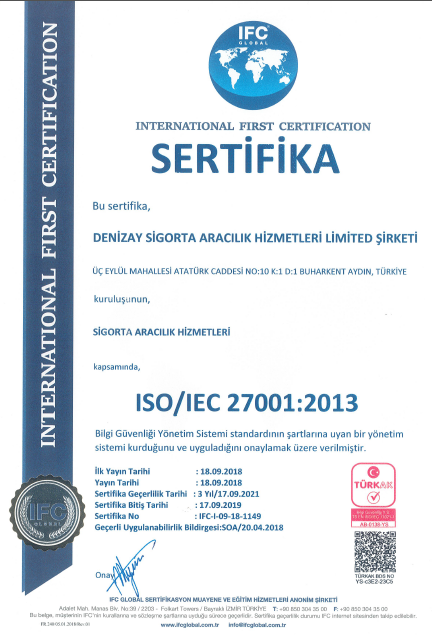 IFC
GLOBAL
INTERNATIONAL FIRST CERTIFICATION
INTERNATIONAL FIRST CERTIFICATION
SERTİFİKA
Bu sertifika,
DENİZAY SİGORTA ARACILIK HİZMETLERİ LİMİTED ŞİRKETİ
ÜÇ EYLÜL MAHALLESİ ATATÜRK CADDESİ NO:10 K:1 D:1 BUHARKENT AYDIN, TÜRKİYE
kuruluşunun,
SİGORTA ARACILIK HİZMETLERİ
kapsamında,
ISO/IEC 27001:2013
Bilgi Güvenliği Yönetim Sistemi standardının şartlarına uyan bir yönetim
sistemi kurduğunu ve uyguladığını onaylamak üzere verilmiştir.
İlk Yayın Tarihi : 18.09.2018
Yayın Tarihi : 18.09.2018
Sertifika Geçerlilik Tarihi : 3 Yıl/17.09.2021
Sertifika Bitiş Tarihi : 17.09.2019
Sertifika No : IFC-I-09-18-1149
Geçerli Uygulanabilirlik Bildirgesi:SOA/20.04.2018
TÜRKAK
AB-0136-YS
IFC
GLOBAL
Onay
TÜRKAK BDS NO
YS-c3E2-23C5
IFC GLOBAL SERTİFİKASYON MUAYENE VE EĞİTİM HİZMETLERİ ANONİM ŞİRKETİ
Adalet Mah. Manas Blv. No.39 / 2203 - Folkart Towers / Bayraklı İZMİR TÜRKİYE T: +90 850 304 35 00 F: +90 850 304 35 00
Bu belge, müşterinin IFC'nin kurallarına ve sözleşme şartlarına uyduğu sürece geçerlidir. Sertifika geçerlilik durumu IFC internet sitesinden takip edilebilir.
www.ifcglobal.com.tr info@ifcglobal.com.tr